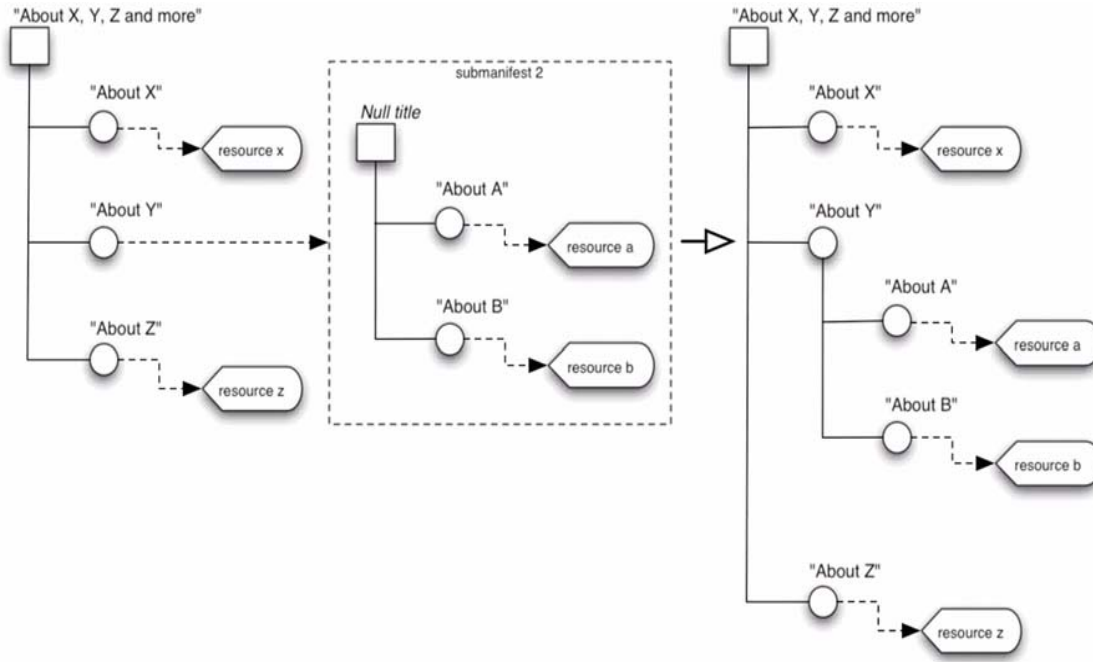 "About X, Y, Z and more"
"About X"
resource x
"About Y"
"About Z"
resource z
submanifest 2
Null title
"About A"
resource a
"About B"
resource b
"About X, Y, Z and more"
"About X"
resource x
"About Y"
"About A"
resource a
"About B"
resource b
"About Z"
resource z